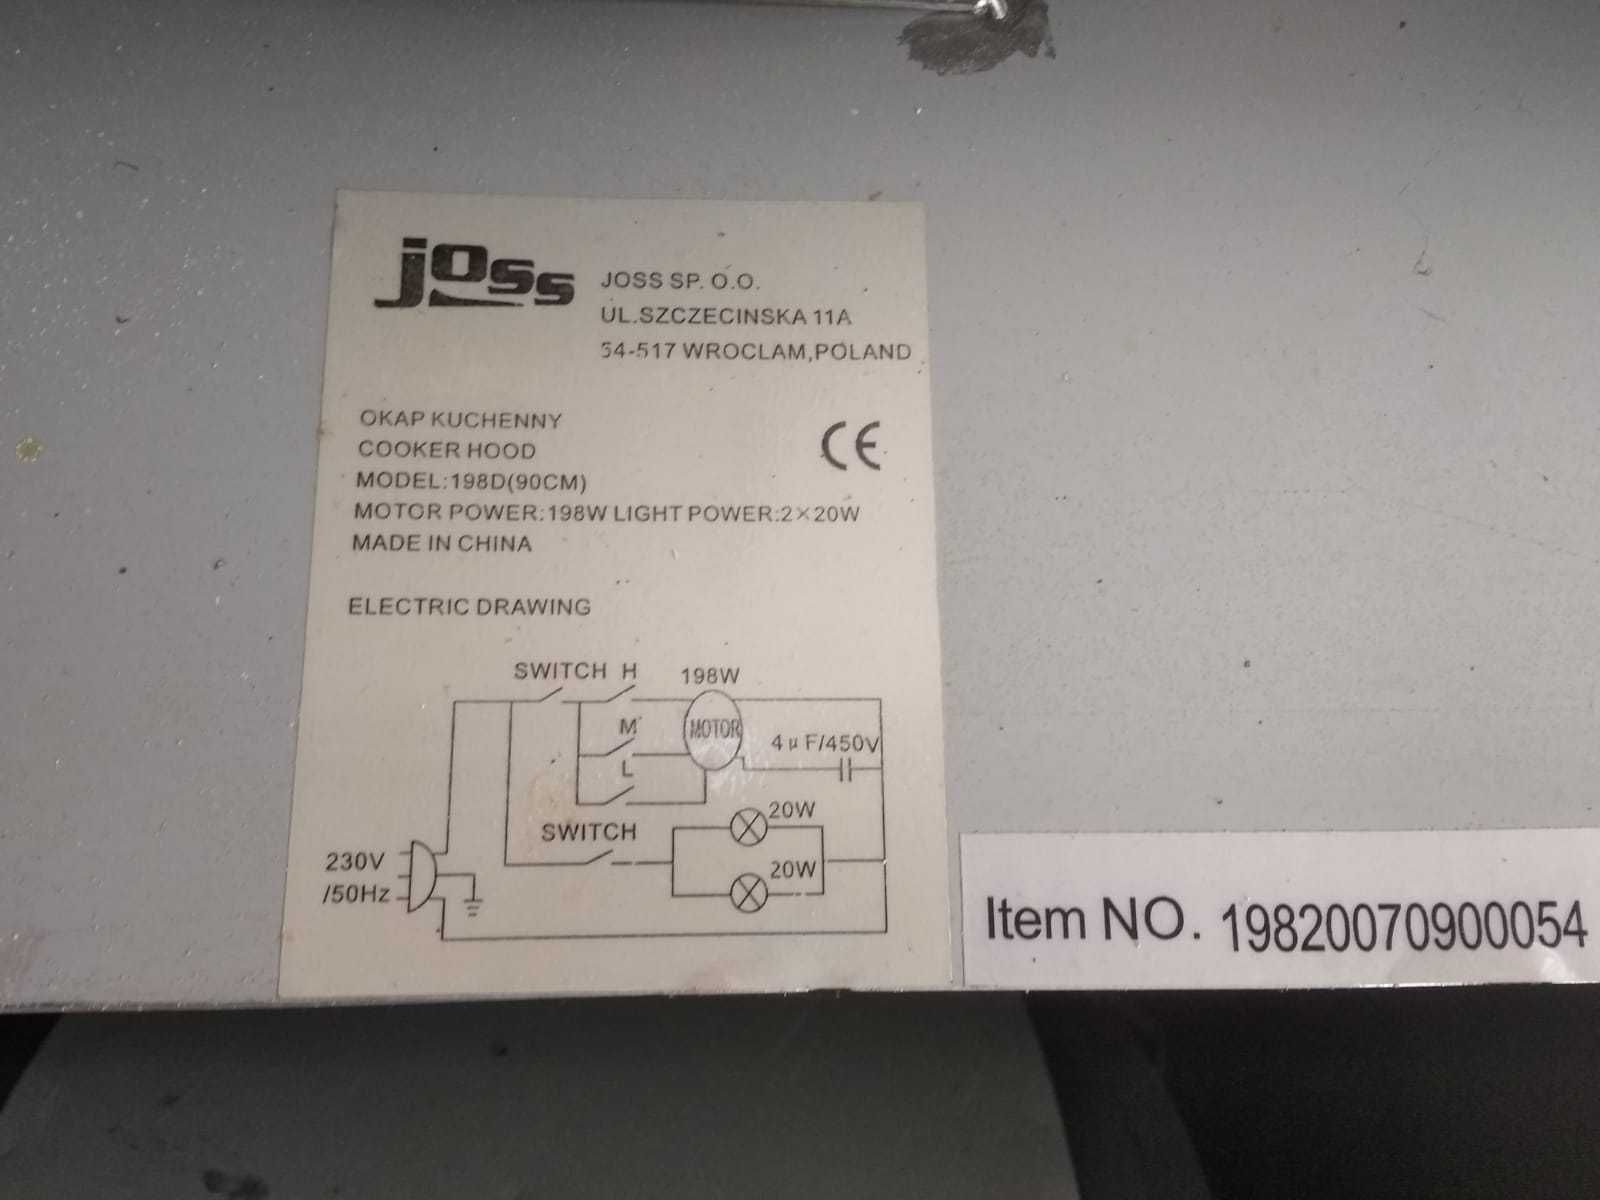 joss
JOSS SP. O.O.
UL.SZCZECINSKA 11A
54-517 WROCLAM,POLAND
OKAP KUCHENNY
COOKER HOOD
CE
MODEL:198D(90CM)
MOTOR POWER:198W LIGHT POWER:2×20W
MADE IN CHINA
ELECTRIC DRAWING
SWITCH H
198W
M
MOTOR
4μF/450V
L
20W
SWITCH
20W
230V
/50Hz
Item NO. 19820070900054